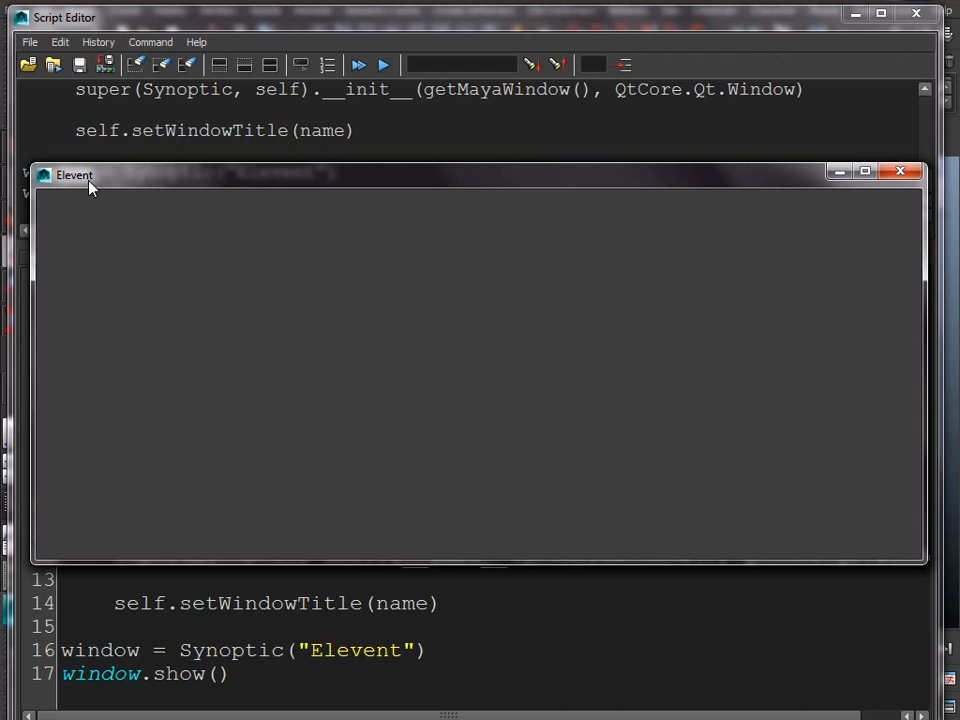 Script Editor
File Edit History Command Help
super(Synoptic, self).__init__(getMayaWindow(), QtCore.Qt.Window)
self.setWindowTitle(name)
Elevent
13
14 self.setWindowTitle(name)
15
16 window = Synoptic("Elevent")
17 window.show()